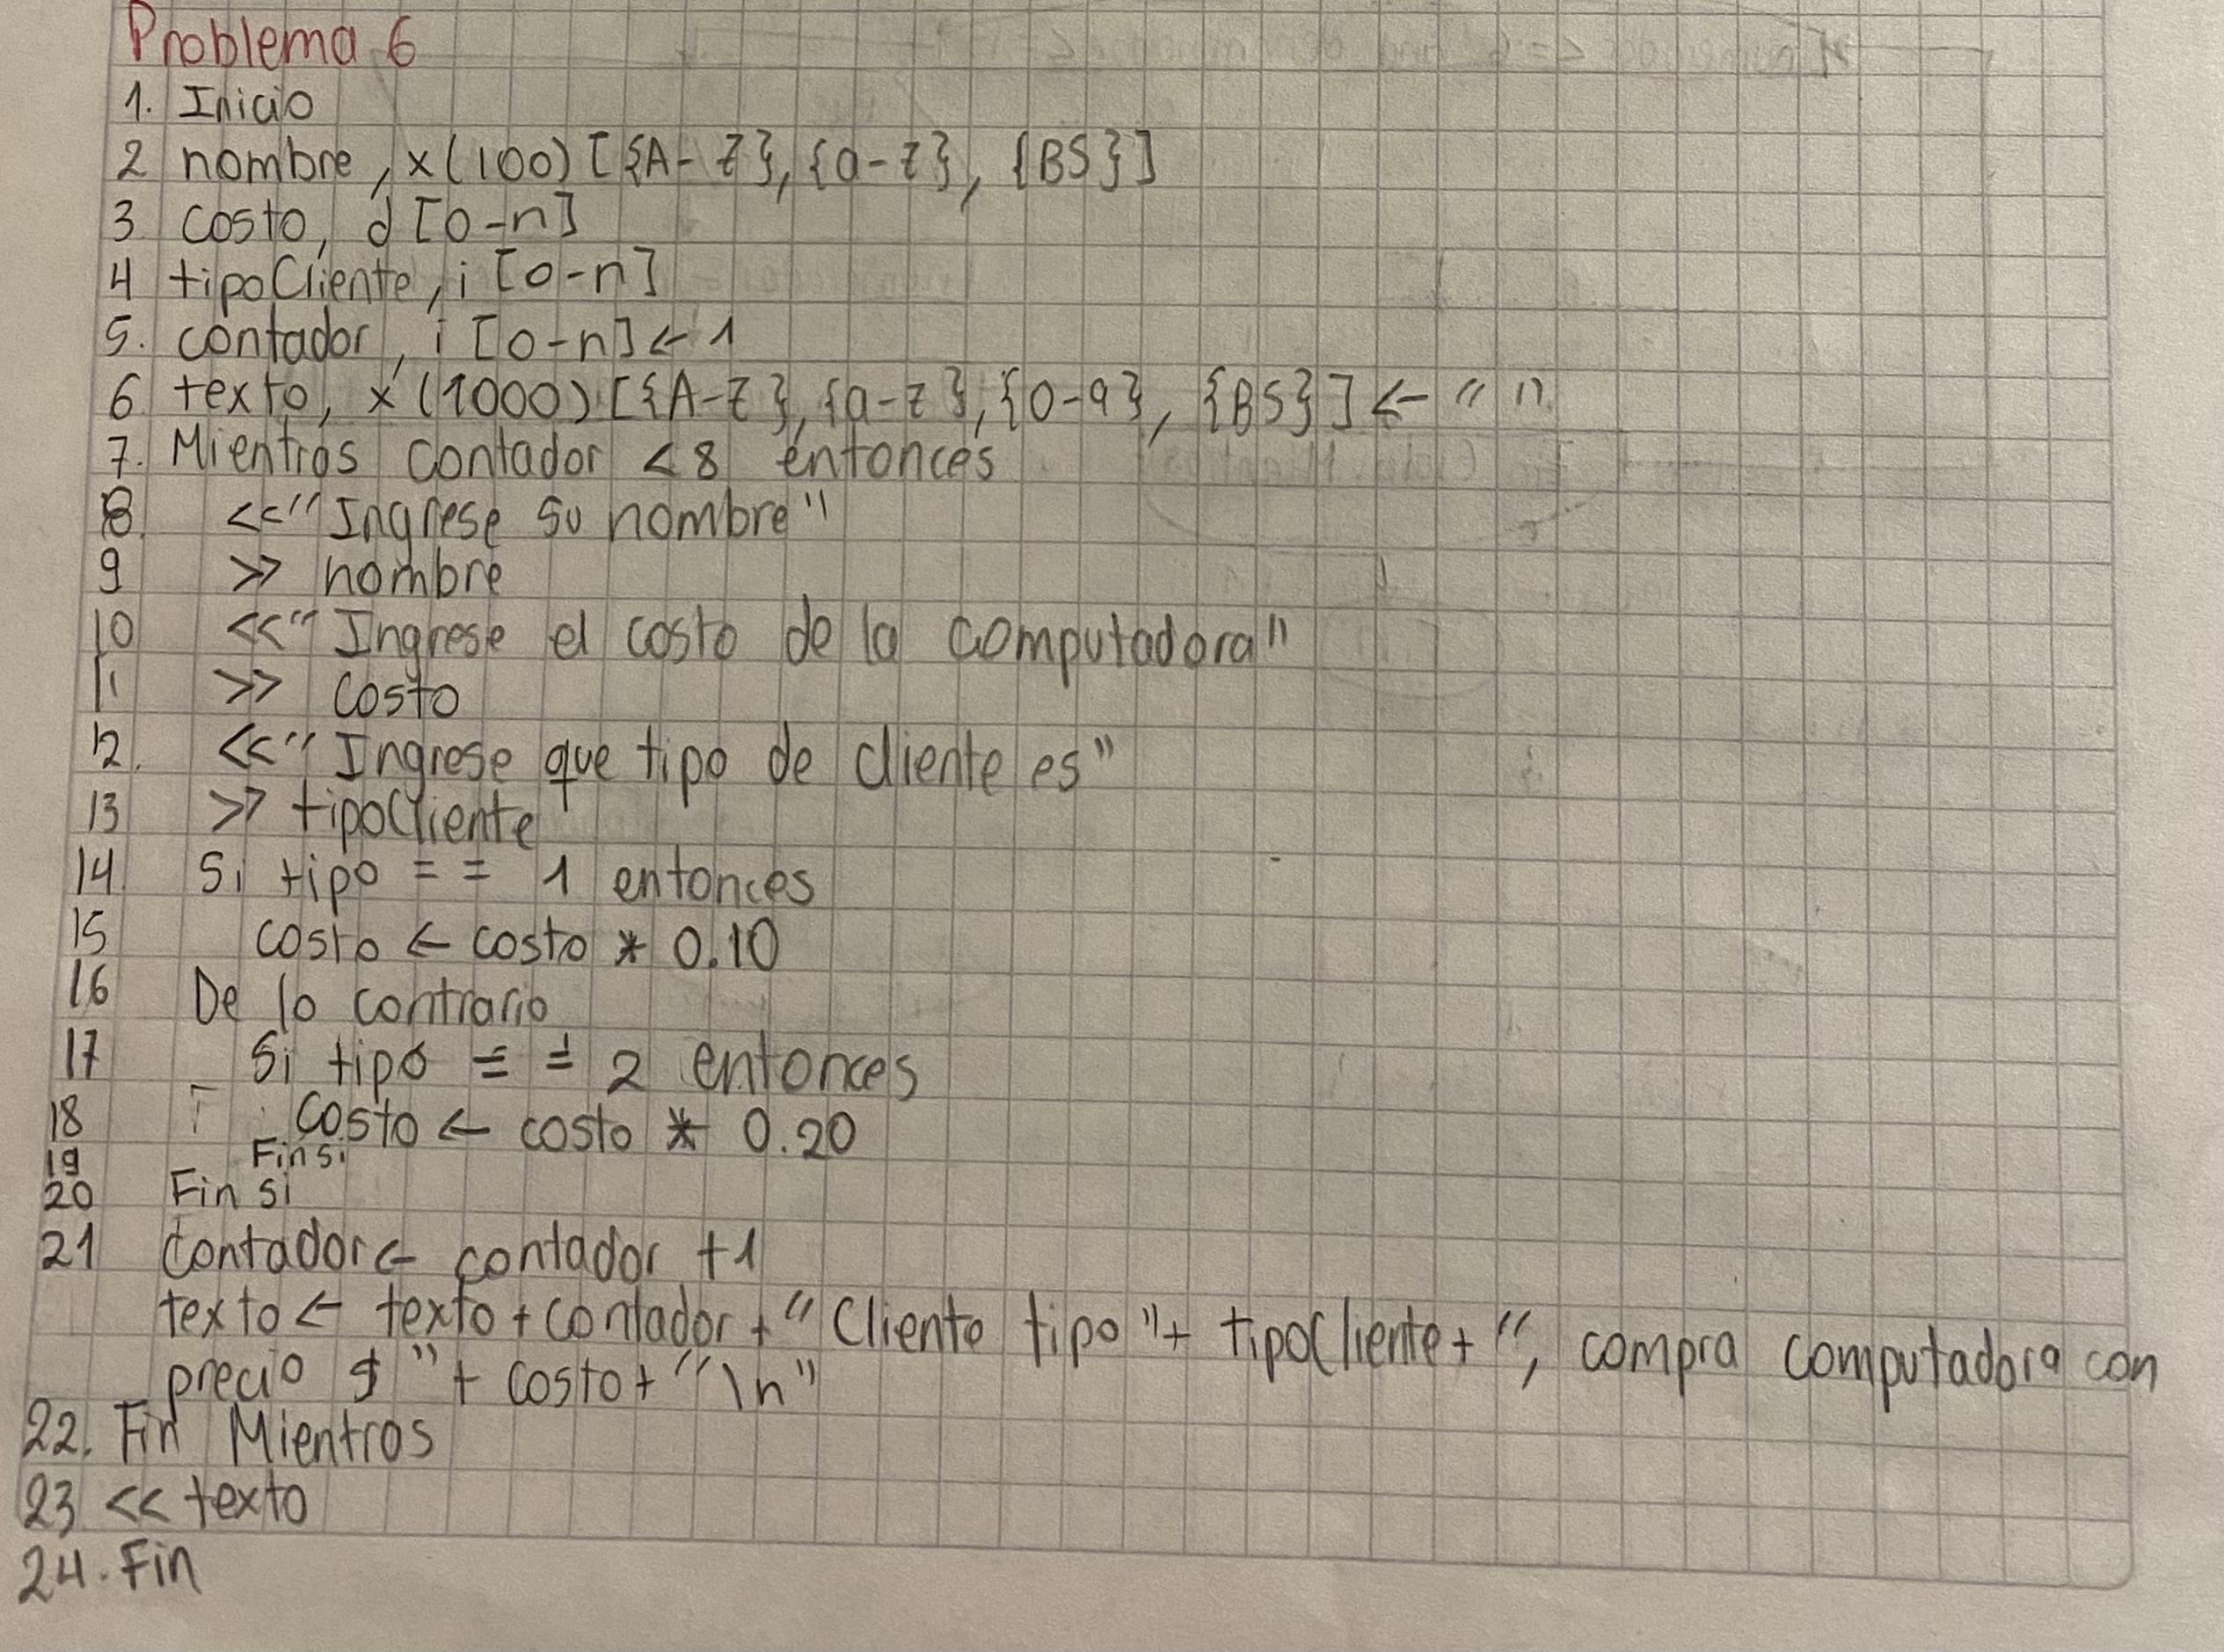 Problema 6
1. Inicio
2 nombre, x(100) [{A-Z}, {a-z}, {BS}]
3 costo, d [0-n]
4 tipoCliente, i [0-n]
5. contador, i [0-n] ← 1
6 texto, x (1000) [{A-Z}, {a-z}, {0-9}, {BS}] ← " "
7. Mientras contador < 8 entonces
8. <<"Ingrese su nombre"
9 >> nombre
10 <<"Ingrese el costo de la computadora"
11 >> costo
12. <<"Ingrese que tipo de cliente es"
13 >> tipoCliente
14 Si tipo == 1 entonces
15 costo ← costo * 0.10
16 De lo contrario
17 Si tipo == 2 entonces
18 costo ← costo * 0.20
19 Fin si
20 Fin si
21 contador ← contador +1
texto ← texto + contador + "Cliente tipo"+ tipoCliente+ ", compra computadora con
precio $ "+ costo+ "\n"
22. Fin Mientras
23 << texto
24. Fin